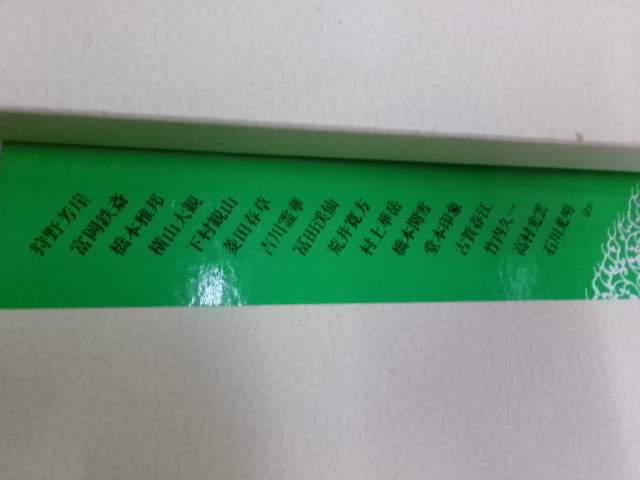 狩野芳崖
富岡鉄斎
橋本雅邦
横山大観
下村観山
菱田春草
吉川霊華
冨田渓仙
荒井寛方
村上華岳
橋本関雪
堂本印象
古賀春江
竹内久一
高村光雲
石川光明
ほか